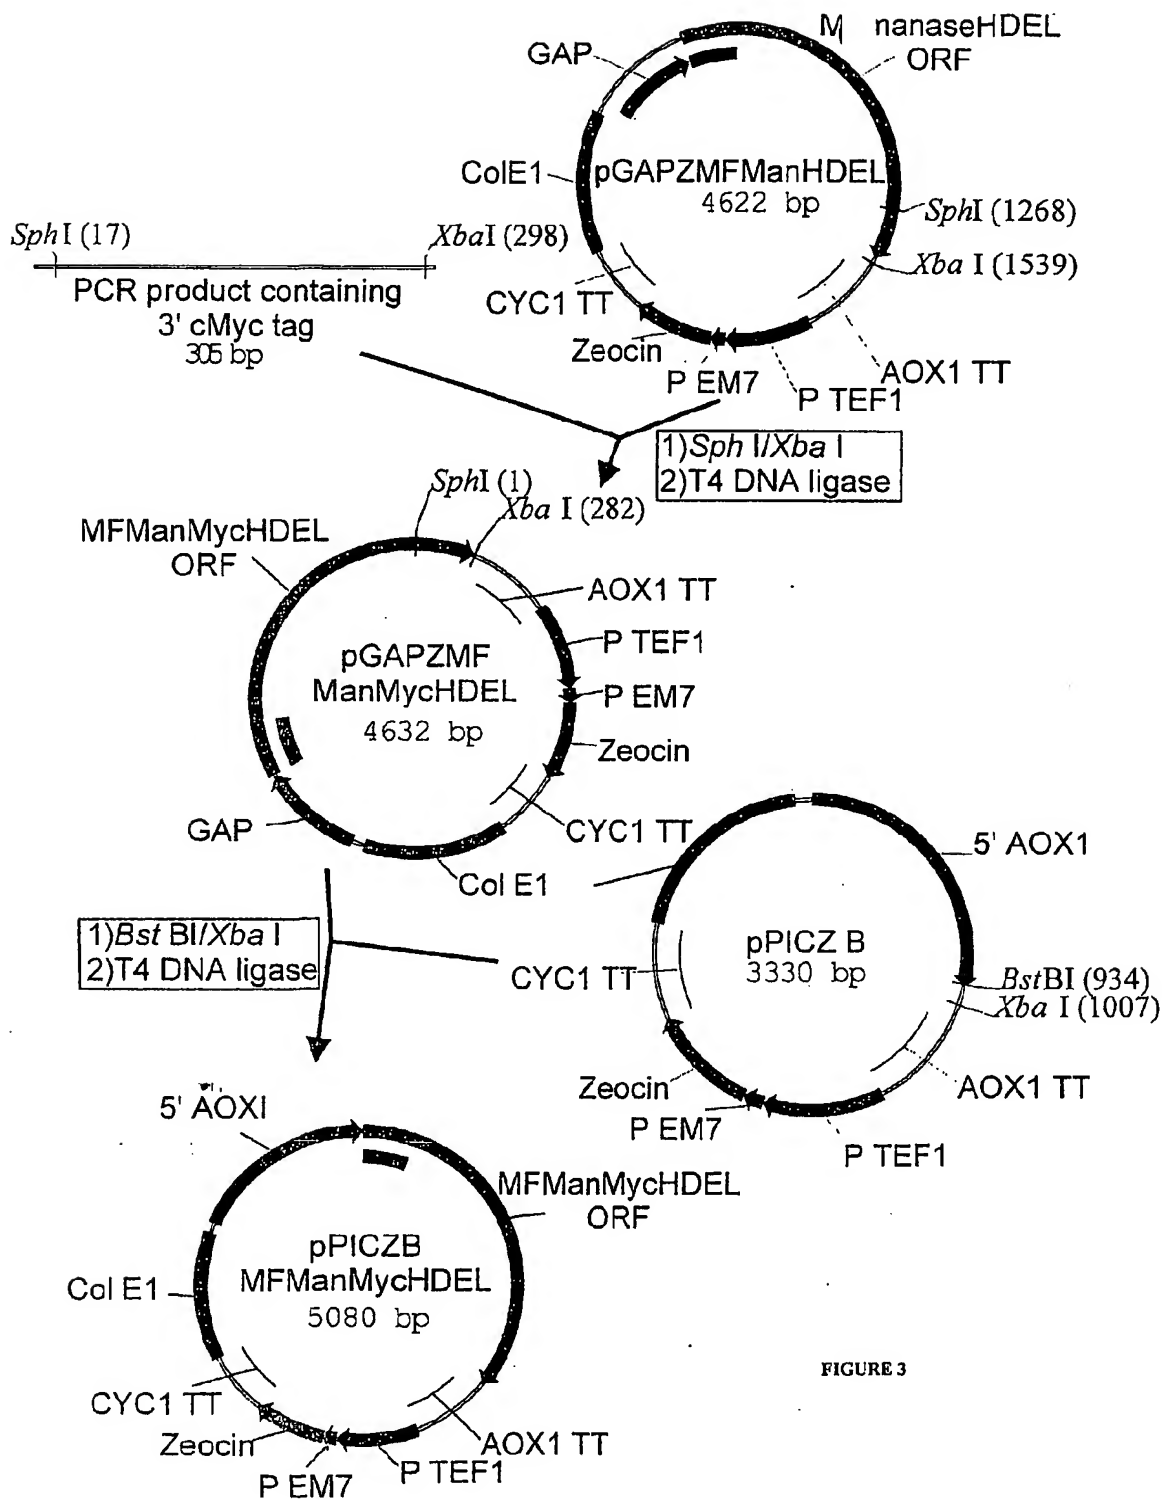 M nanaseHDEL
ORF
GAP
ColE1
pGAPZMFManHDEL
4622 bp
SphI (1268)
Xba I (1539)
SphI (17)
XbaI (298)
PCR product containing
3' cMyc tag
305 bp
CYC1 TT
Zeocin
P EM7
P TEF1
AOX1 TT
1)Sph I/Xba I
2)T4 DNA ligase
SphI (1)
Xba I (282)
MFManMycHDEL
ORF
AOX1 TT
P TEF1
pGAPZMF
ManMycHDEL
4632 bp
P EM7
Zeocin
GAP
CYC1 TT
Col E1
5' AOX1
1)Bst BI/Xba I
2)T4 DNA ligase
CYC1 TT
pPICZ B
3330 bp
BstBI (934)
Xba I (1007)
Zeocin
P EM7
AOX1 TT
P TEF1
5' AOXI
MFManMycHDEL
ORF
pPICZB
MFManMycHDEL
5080 bp
Col E1
CYC1 TT
Zeocin
P EM7
P TEF1
AOX1 TT
FIGURE 3